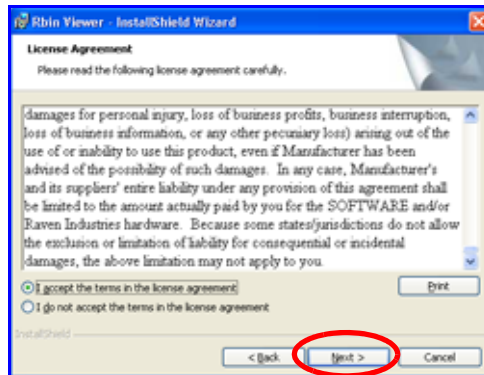 Rbin Viewer - InstallShield Wizard
License Agreement
Please read the following license agreement carefully.
damages for personal injury, loss of business profits, business interruption,
loss of business information, or any other pecuniary loss) arising out of the
use of or inability to use this product, even if Manufacturer has been
advised of the possibility of such damages. In any case, Manufacturer's
and its suppliers' entire liability under any provision of this agreement shall
be limited to the amount actually paid by you for the SOFTWARE and/or
Raven Industries hardware. Because some states/jurisdictions do not allow
the exclusion or limitation of liability for consequential or incidental
damages, the above limitation may not apply to you.
I accept the terms in the license agreement
Print
I do not accept the terms in the license agreement
InstallShield
< Back
Next >
Cancel